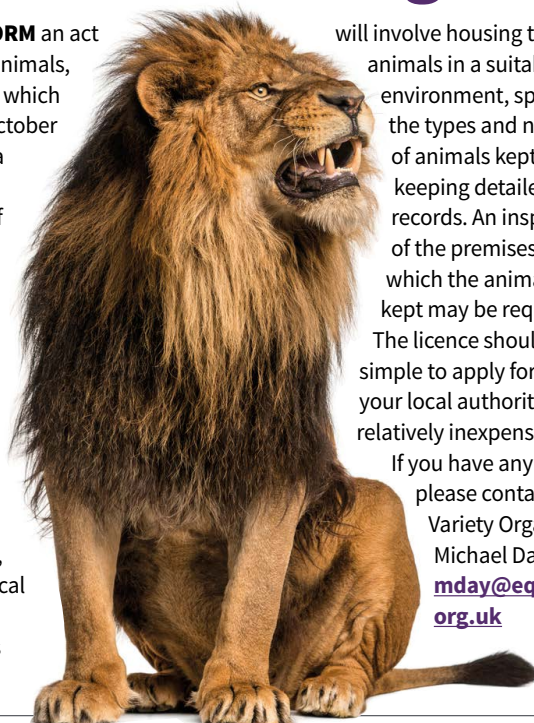 ORM an act
nimals,
which
ctober
a
f
,
cal
.
will involve housing t
animals in a suita
environment, sp
the types and n
of animals kept
keeping detaile
records. An insp
of the premises
which the anima
kept may be req
The licence shoul
simple to apply for
your local authorit
relatively inexpens
If you have any
please conta
Variety Orga
Michael Da
mday@eq
org.uk